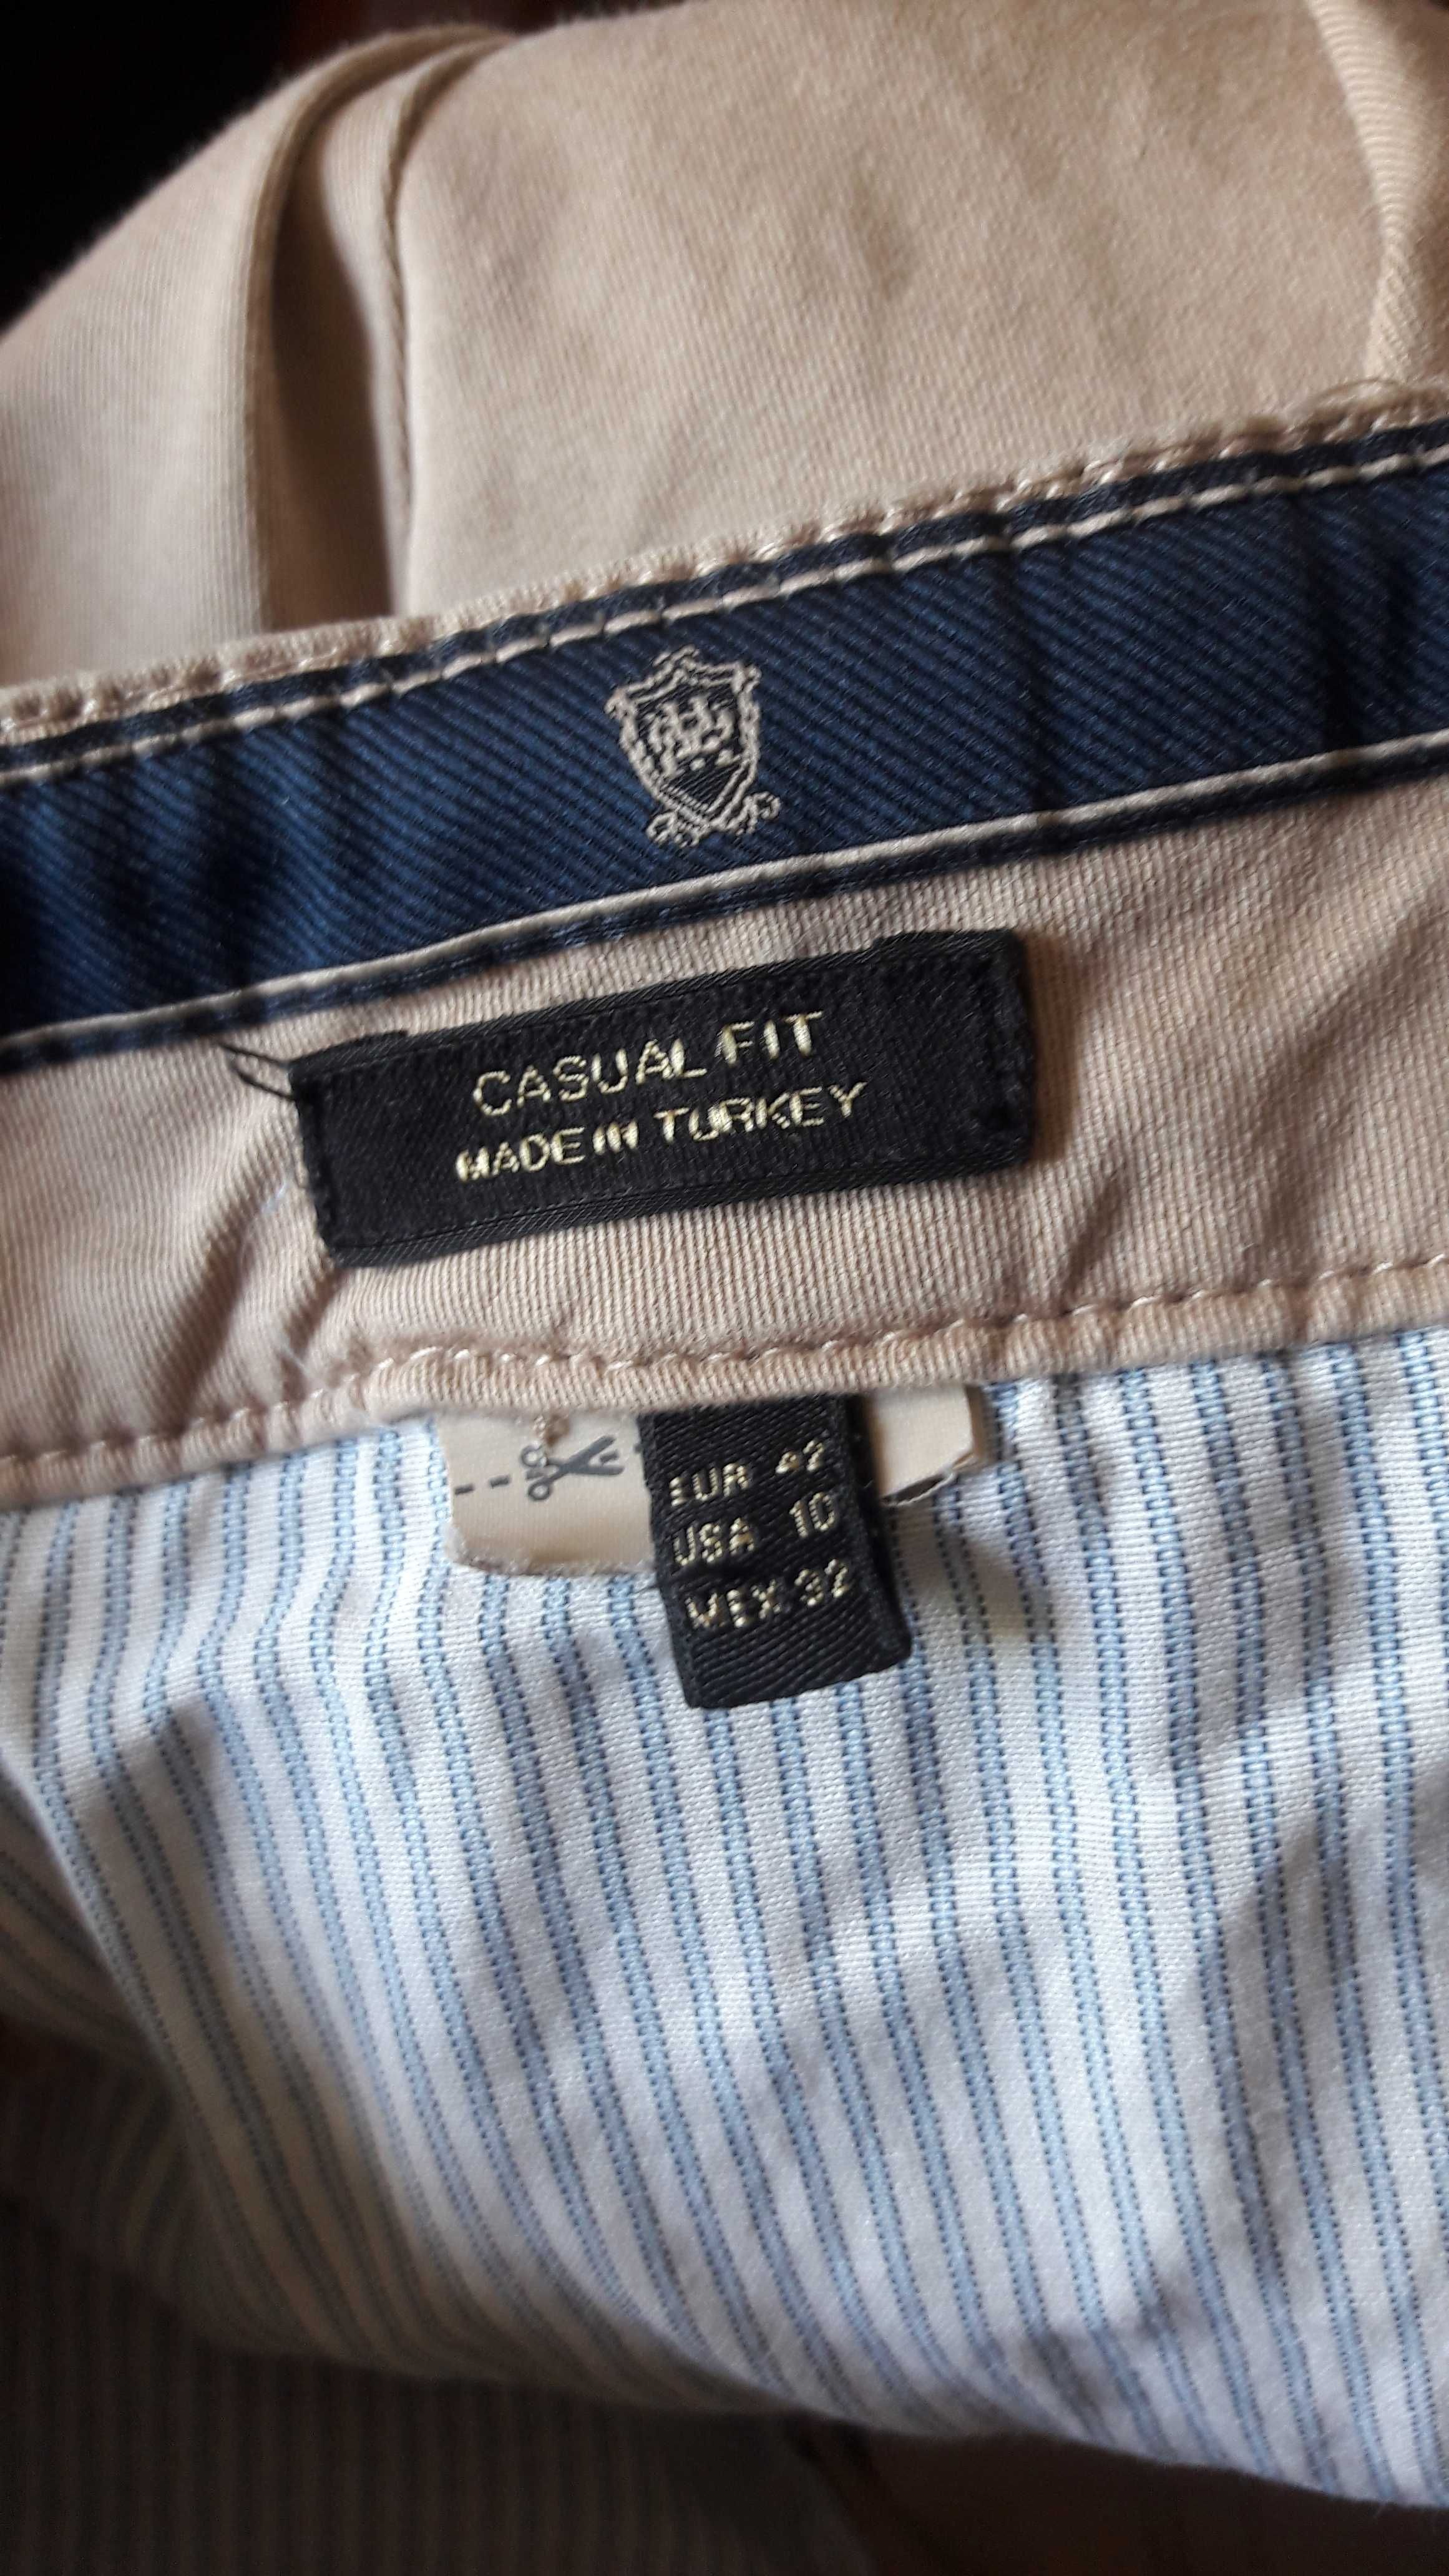 CASUAL FIT
MADE IN TURKEY
EUR 42
USA 10
MEX 32